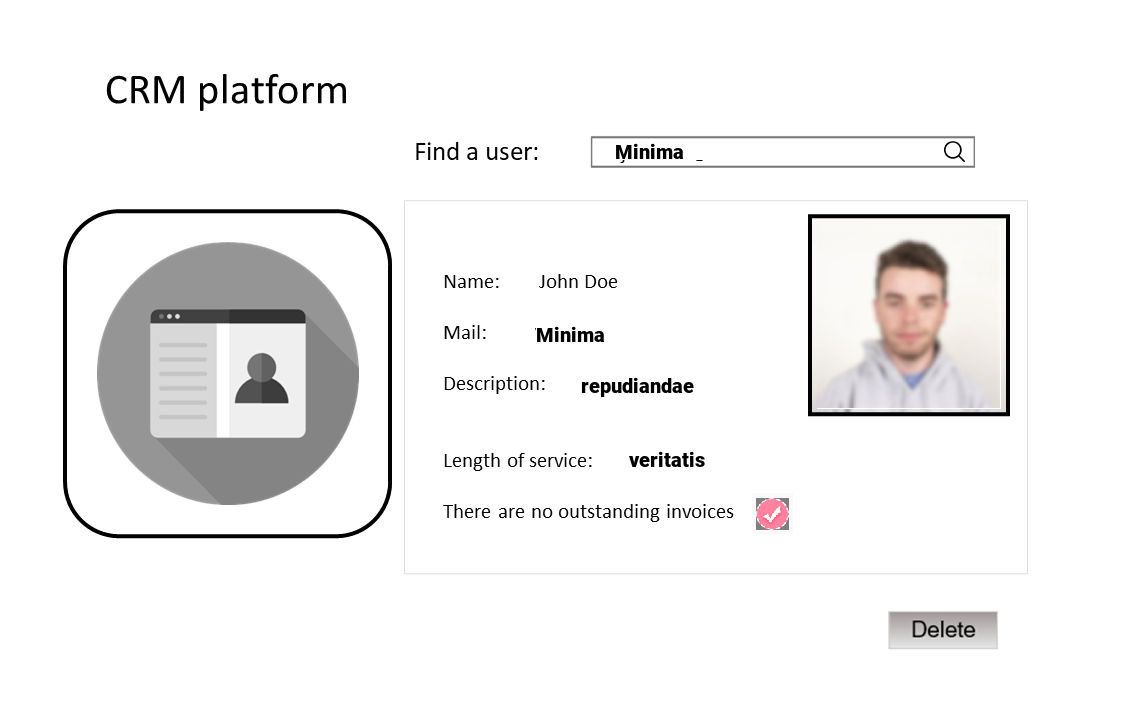 CRM platform
Find a user: Minima _
Name: John Doe
Mail: Minima
Description: repudiandae
Length of service: veritatis
There are no outstanding invoices
Delete